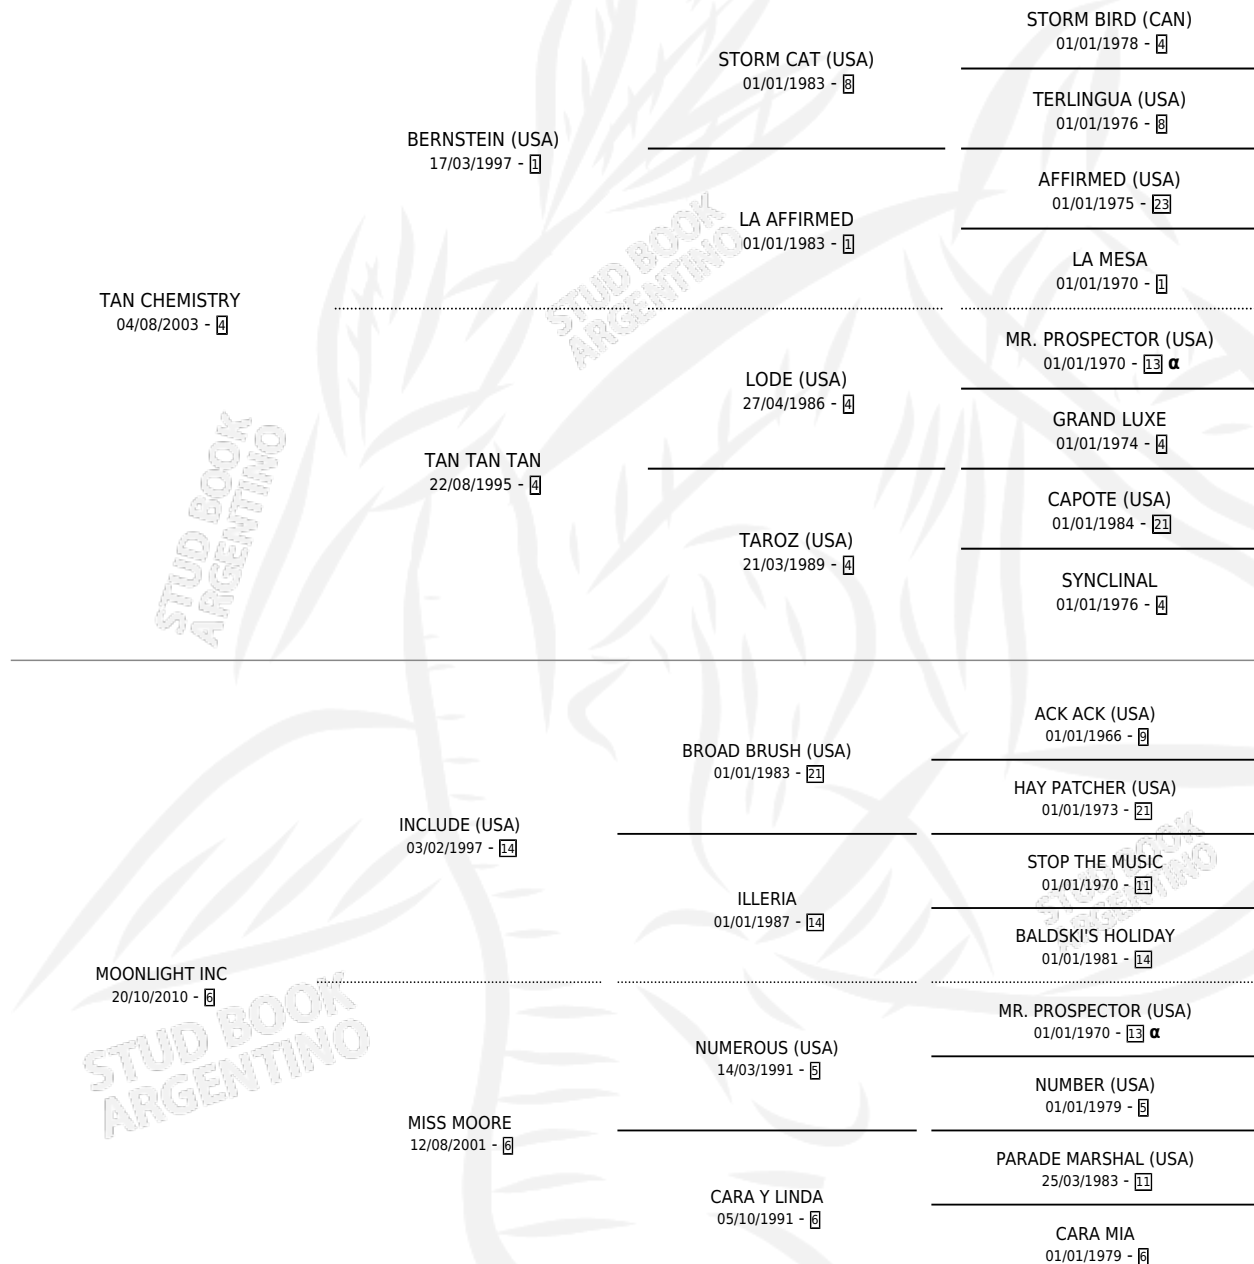 STORM BIRD (CAN)
01/01/1978 - 4
STORM CAT (USA)
01/01/1983 - 8
TERLINGUA (USA)
01/01/1976 - 8
BERNSTEIN (USA)
17/03/1997 - 1
AFFIRMED (USA)
01/01/1975 - 23
LA AFFIRMED
01/01/1983 - 1
LA MESA
01/01/1970 - 1
TAN CHEMISTRY
04/08/2003 - 4
MR. PROSPECTOR (USA)
01/01/1970 - 13 α
LODE (USA)
27/04/1986 - 4
GRAND LUXE
01/01/1974 - 4
TAN TAN TAN
22/08/1995 - 4
CAPOTE (USA)
01/01/1984 - 21
TAROZ (USA)
21/03/1989 - 4
SYNCLINAL
01/01/1976 - 4
STUD BOOK
ARGENTINO
STUD BOOK
ARGENTINO
ACK ACK (USA)
01/01/1966 - 9
BROAD BRUSH (USA)
01/01/1983 - 21
HAY PATCHER (USA)
01/01/1973 - 21
INCLUDE (USA)
03/02/1997 - 14
STOP THE MUSIC
01/01/1970 - 11
ILLERIA
01/01/1987 - 14
BALDSKI'S HOLIDAY
01/01/1981 - 14
MOONLIGHT INC
20/10/2010 - 6
MR. PROSPECTOR (USA)
01/01/1970 - 13 α
NUMEROUS (USA)
14/03/1991 - 5
NUMBER (USA)
01/01/1979 - 5
MISS MOORE
12/08/2001 - 6
PARADE MARSHAL (USA)
25/03/1983 - 11
CARA Y LINDA
05/10/1991 - 6
CARA MIA
01/01/1979 - 6
STUD BOOK
ARGENTINO
STUD BOOK
ARGENTINO